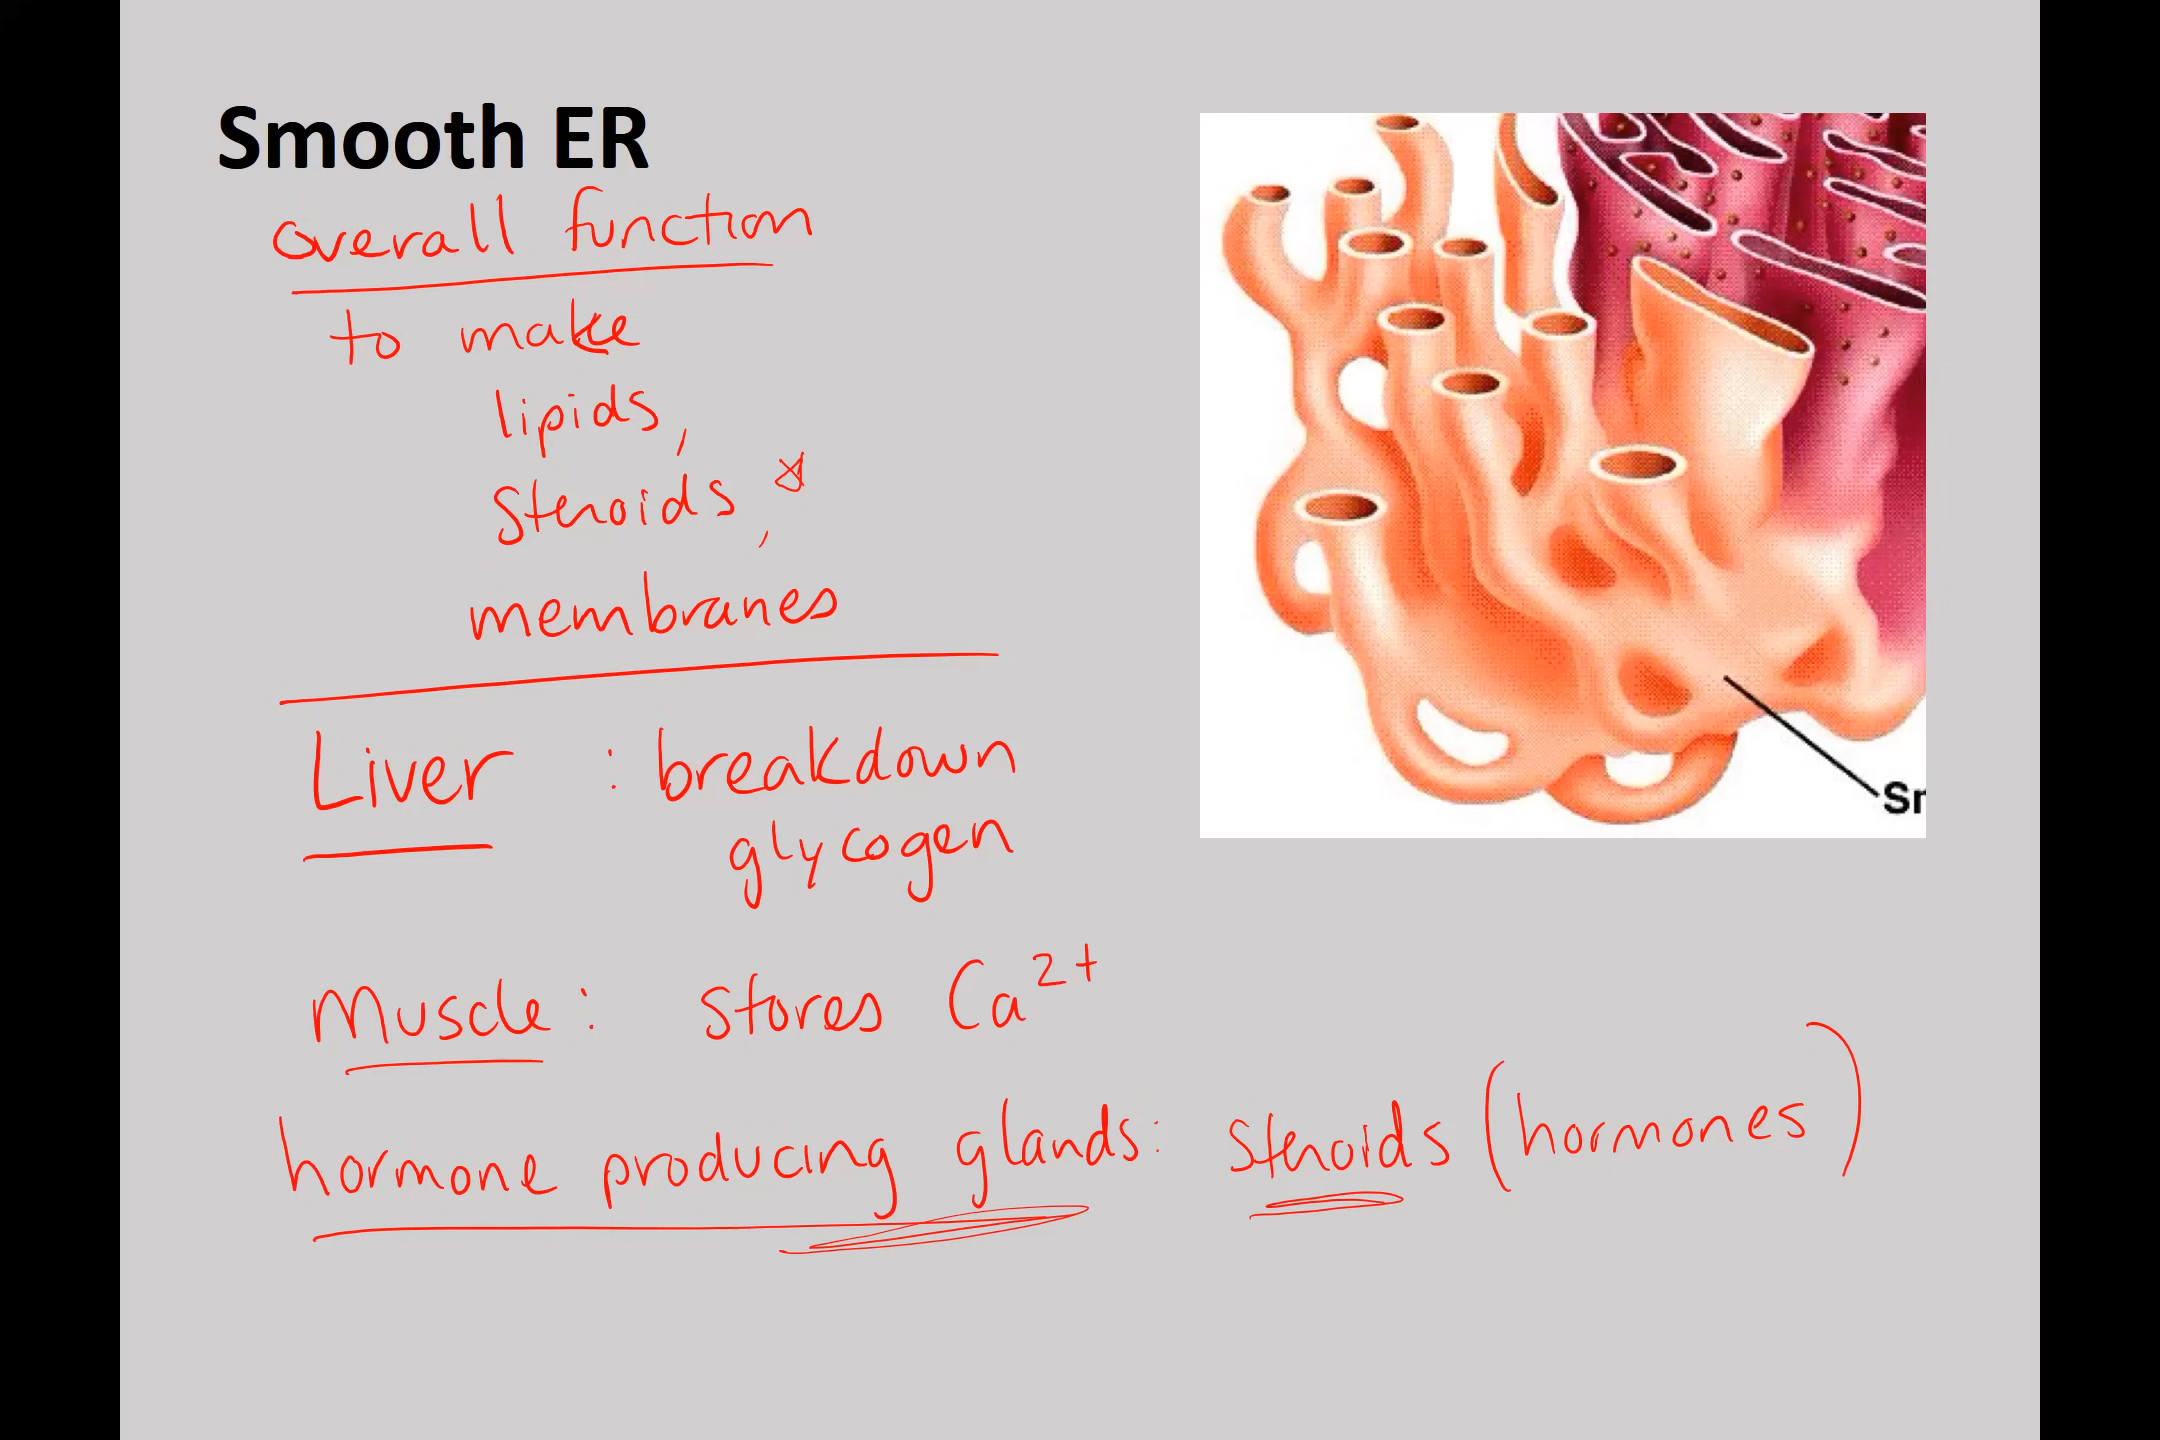 Smooth ER
overall function
to make
lipids,
steroids,
membranes
Liver : breakdown
glycogen
Muscle: stores Ca²⁺
hormone producing glands: steroids (hormones)
Sr